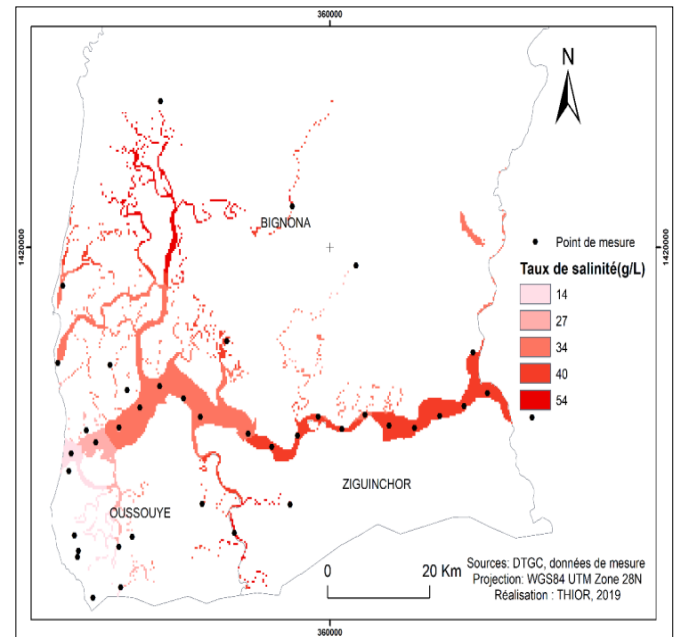 360000
N
BIGNONA
1420000
1420000
Point de mesure
Taux de salinité(g/L)
14
27
34
40
54
ZIGUINCHOR
OUSSOUYE
Sources: DTGC, données de mesure
Projection: WGS84 UTM Zone 28N
Réalisation : THIOR, 2019
0 20 Km
360000